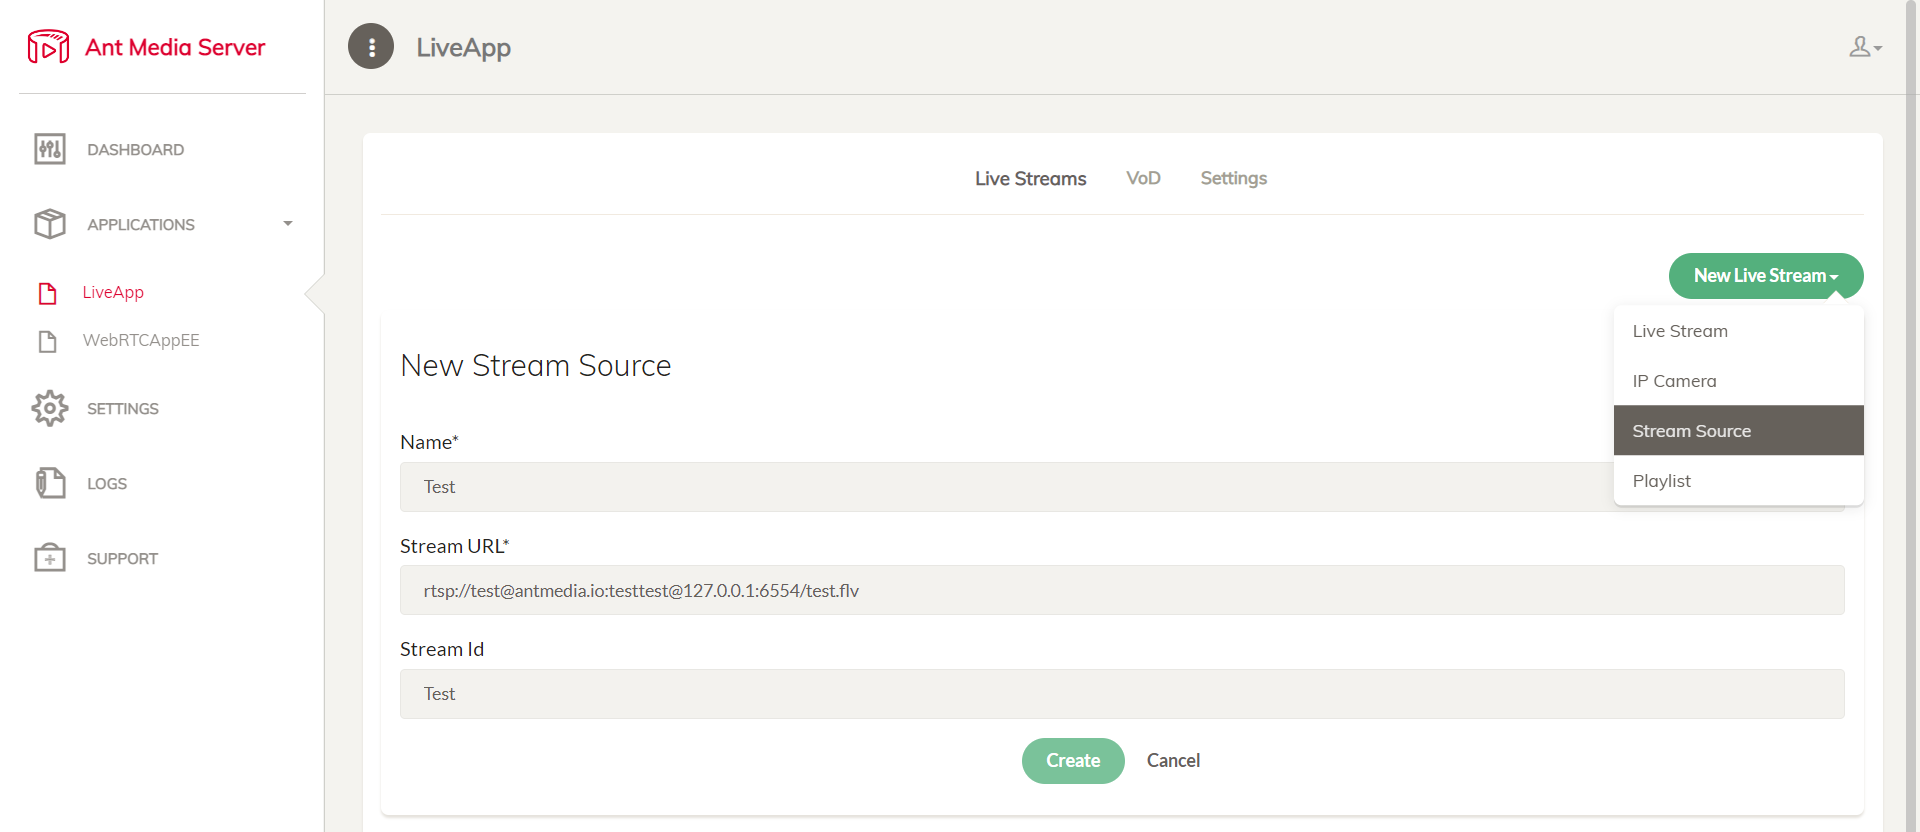 Ant Media Server
LiveApp
DASHBOARD
APPLICATIONS
LiveApp
WebRTCAppEE
SETTINGS
LOGS
SUPPORT
Live Streams VoD Settings
New Live Stream
Live Stream
IP Camera
Stream Source
Playlist
New Stream Source
Name*
Test
Stream URL*
rtsp://test@antmedia.io:testtest@127.0.0.1:6554/test.flv
Stream Id
Test
Create Cancel